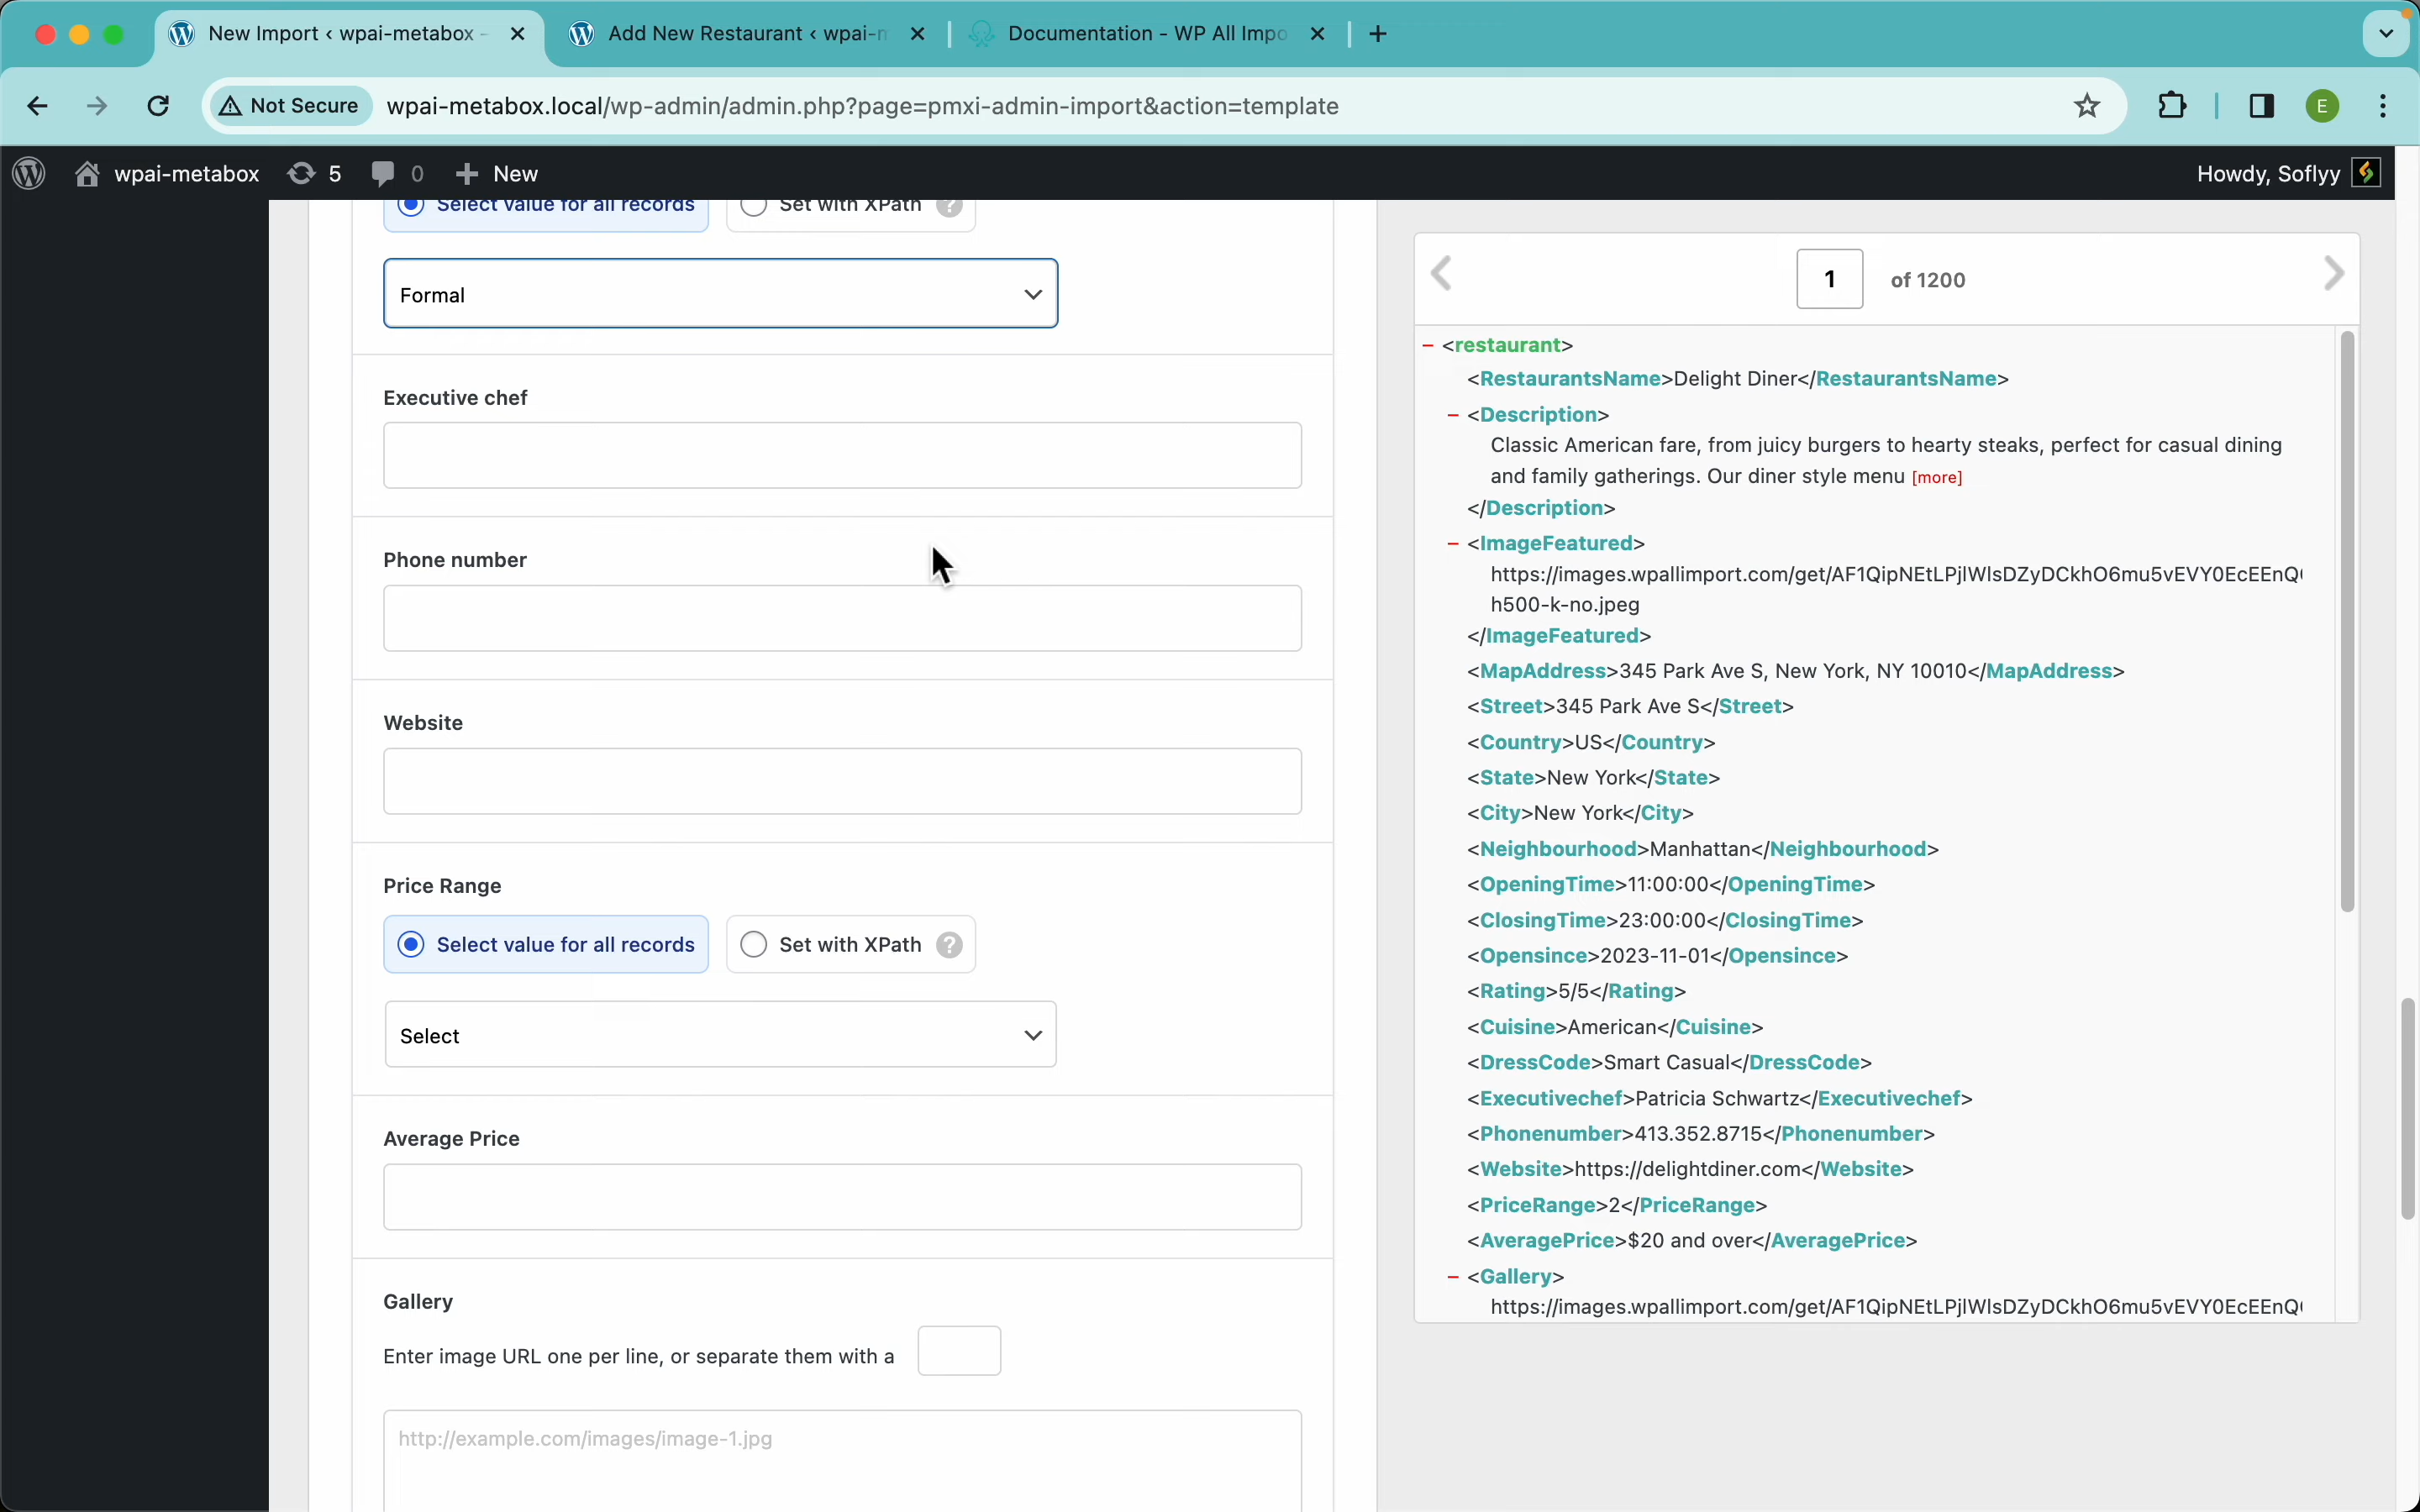 New Import ‹ wpai-metabox -
Add New Restaurant ‹ wpai-m
Documentation - WP All Impo
Not Secure
wpai-metabox.local/wp-admin/admin.php?page=pmxi-admin-import&action=template
E
wpai-metabox
5
0
New
Howdy, Soflyy
Select value for all records
Set with XPath
?
Formal
Executive chef
Phone number
Website
Price Range
Select value for all records
Set with XPath
?
Select
Average Price
Gallery
Enter image URL one per line, or separate them with a
http://example.com/images/image-1.jpg
1
of 1200
<restaurant>
<RestaurantsName>Delight Diner</RestaurantsName>
<Description>
Classic American fare, from juicy burgers to hearty steaks, perfect for casual dining
and family gatherings. Our diner style menu [more]
</Description>
<ImageFeatured>
https://images.wpallimport.com/get/AF1QipNEtLPjIWlsDZyDCkhO6mu5vEVY0EcEEnQ
h500-k-no.jpeg
</ImageFeatured>
<MapAddress>345 Park Ave S, New York, NY 10010</MapAddress>
<Street>345 Park Ave S</Street>
<Country>US</Country>
<State>New York</State>
<City>New York</City>
<Neighbourhood>Manhattan</Neighbourhood>
<OpeningTime>11:00:00</OpeningTime>
<ClosingTime>23:00:00</ClosingTime>
<Opensince>2023-11-01</Opensince>
<Rating>5/5</Rating>
<Cuisine>American</Cuisine>
<DressCode>Smart Casual</DressCode>
<Executivechef>Patricia Schwartz</Executivechef>
<Phonenumber>413.352.8715</Phonenumber>
<Website>https://delightdiner.com</Website>
<PriceRange>2</PriceRange>
<AveragePrice>$20 and over</AveragePrice>
<Gallery>
https://images.wpallimport.com/get/AF1QipNEtLPjIWlsDZyDCkhO6mu5vEVY0EcEEnQ